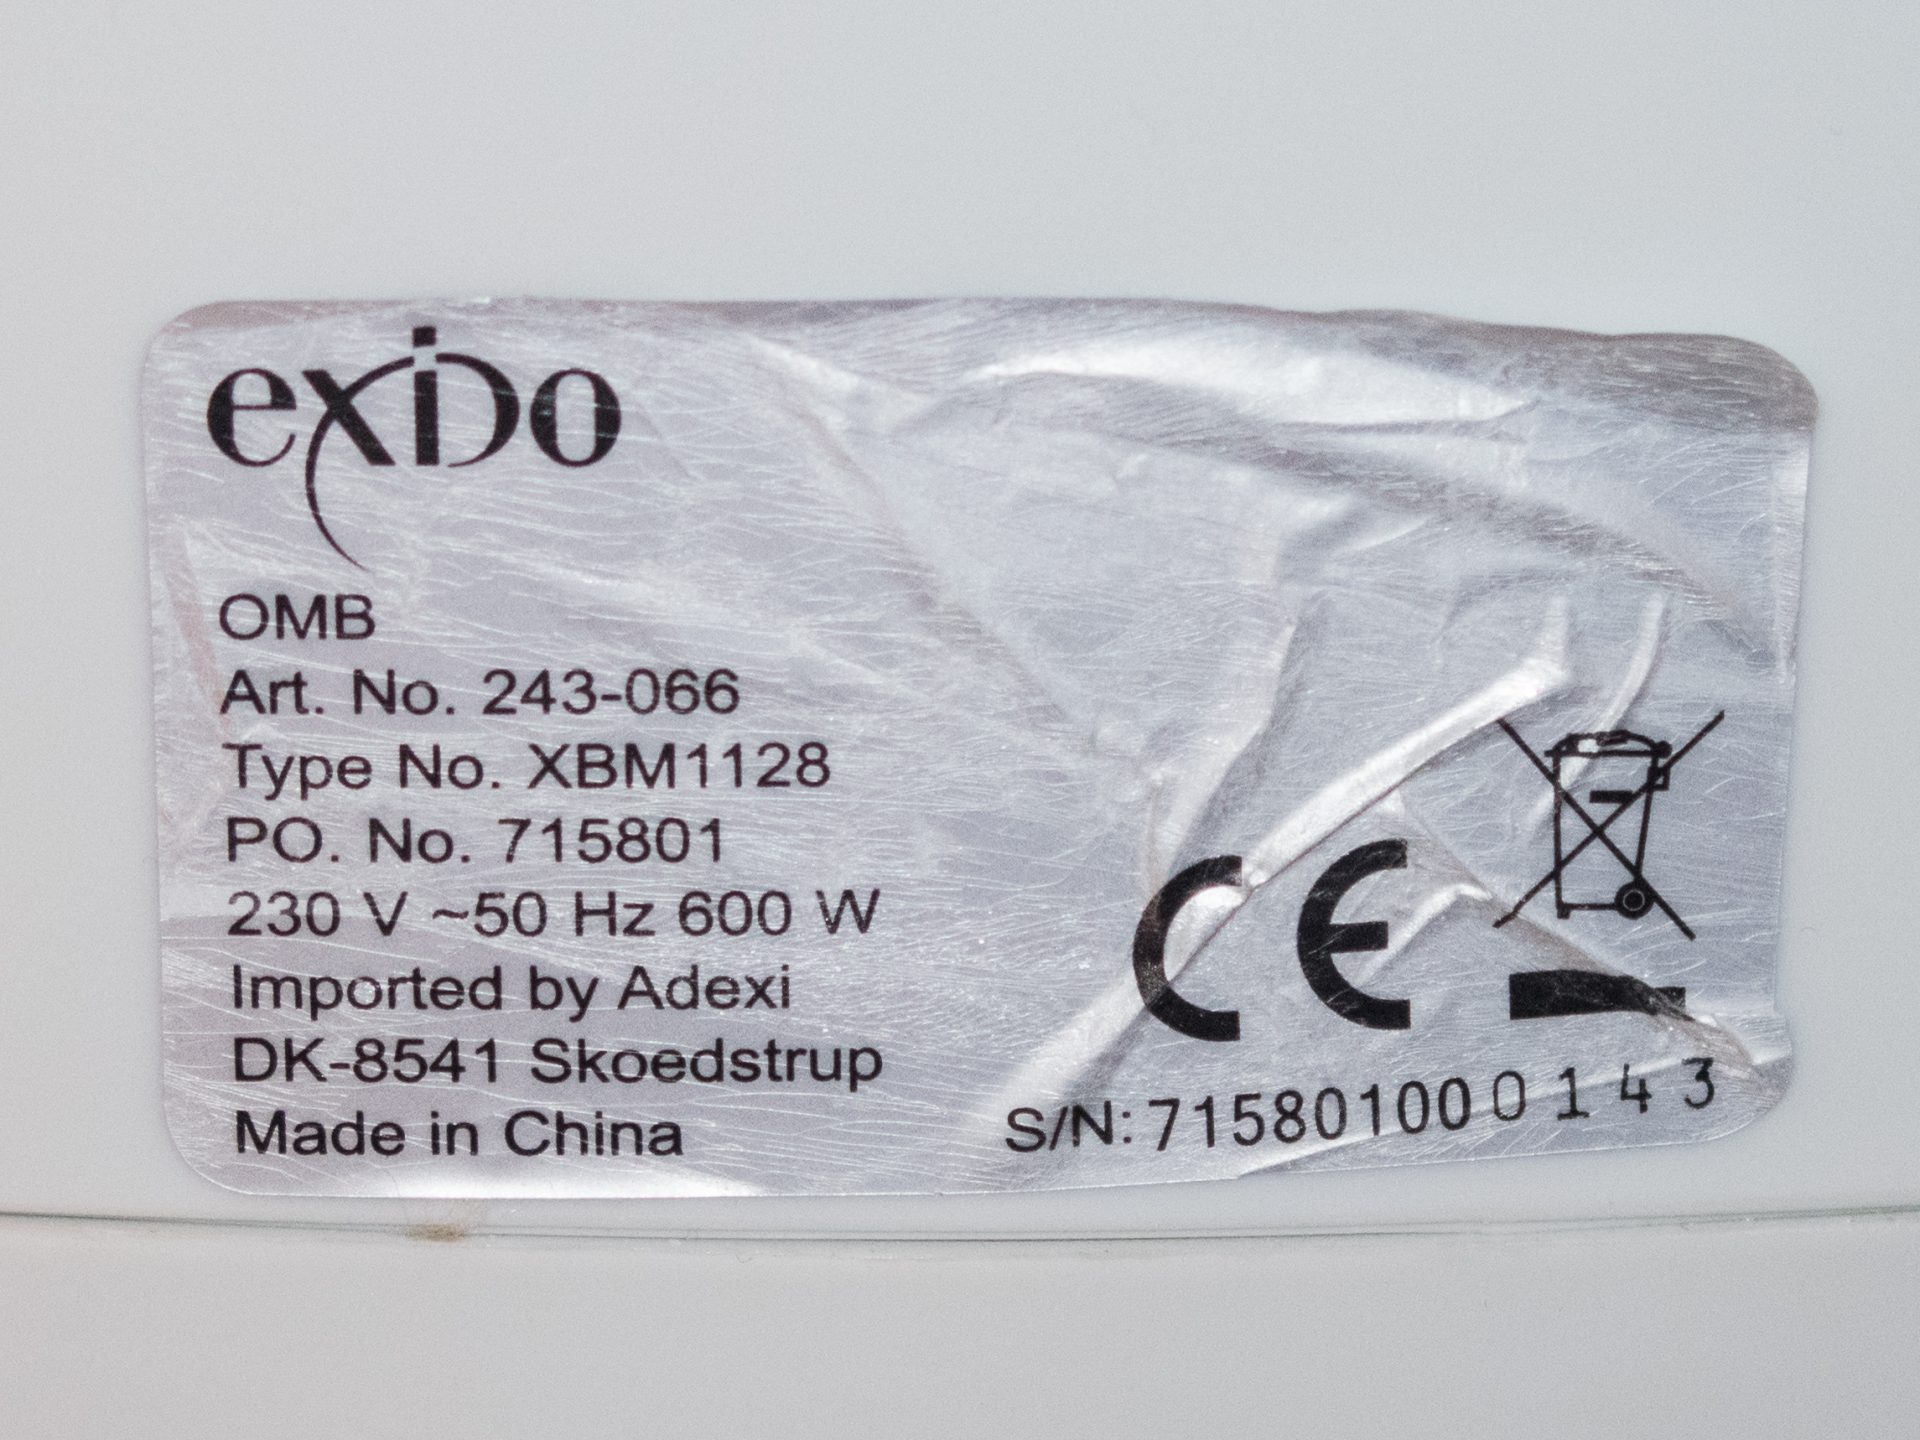 exido
OMB
Art. No. 243-066
Type No. XBM1128
PO. No. 715801
230 V ~50 Hz 600 W
Imported by Adexi
DK-8541 Skoedstrup
Made in China
CE
S/N: 715801000143